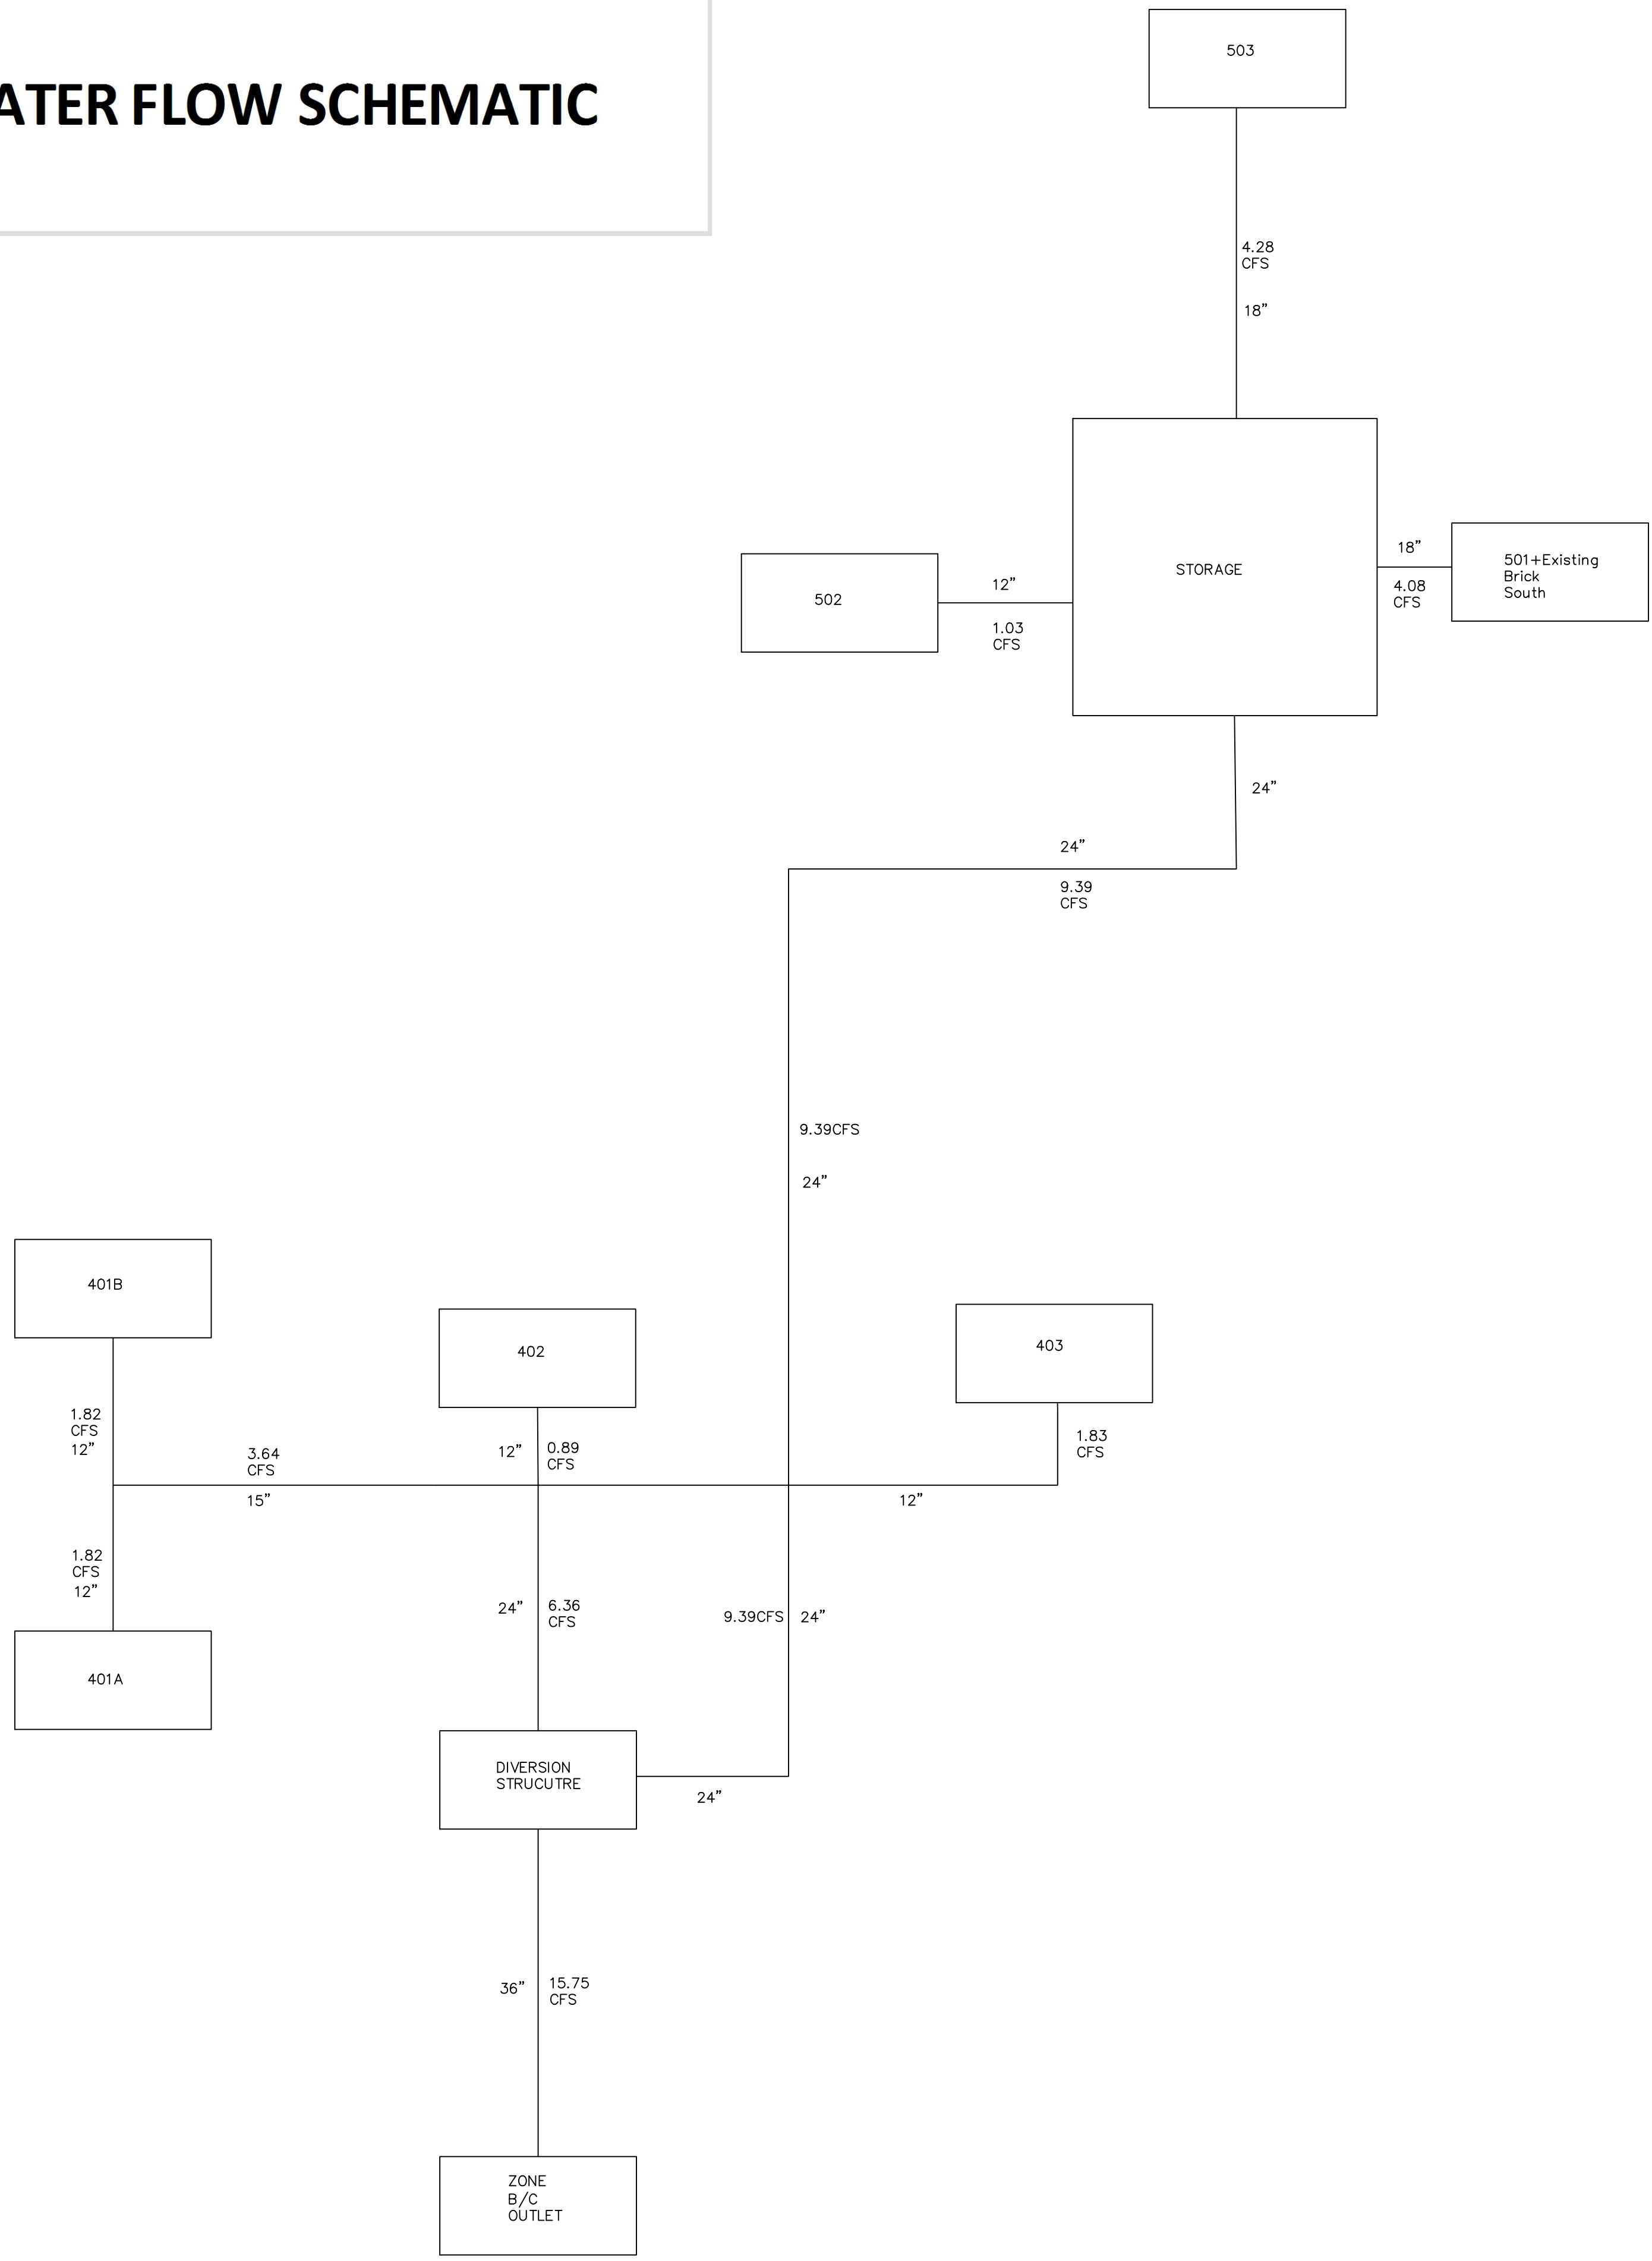 ATER FLOW SCHEMATIC
503
4.28
CFS
18”
STORAGE
502
12”
1.03
CFS
18”
4.08
CFS
501+Existing
Brick
South
24”
24”
9.39
CFS
9.39CFS
24”
401B
402
403
1.82
CFS
12”
3.64
CFS
15”
12”
0.89
CFS
1.83
CFS
12”
1.82
CFS
12”
24”
6.36
CFS
9.39CFS
24”
401A
DIVERSION
STRUCUTRE
24”
36”
15.75
CFS
ZONE
B/C
OUTLET